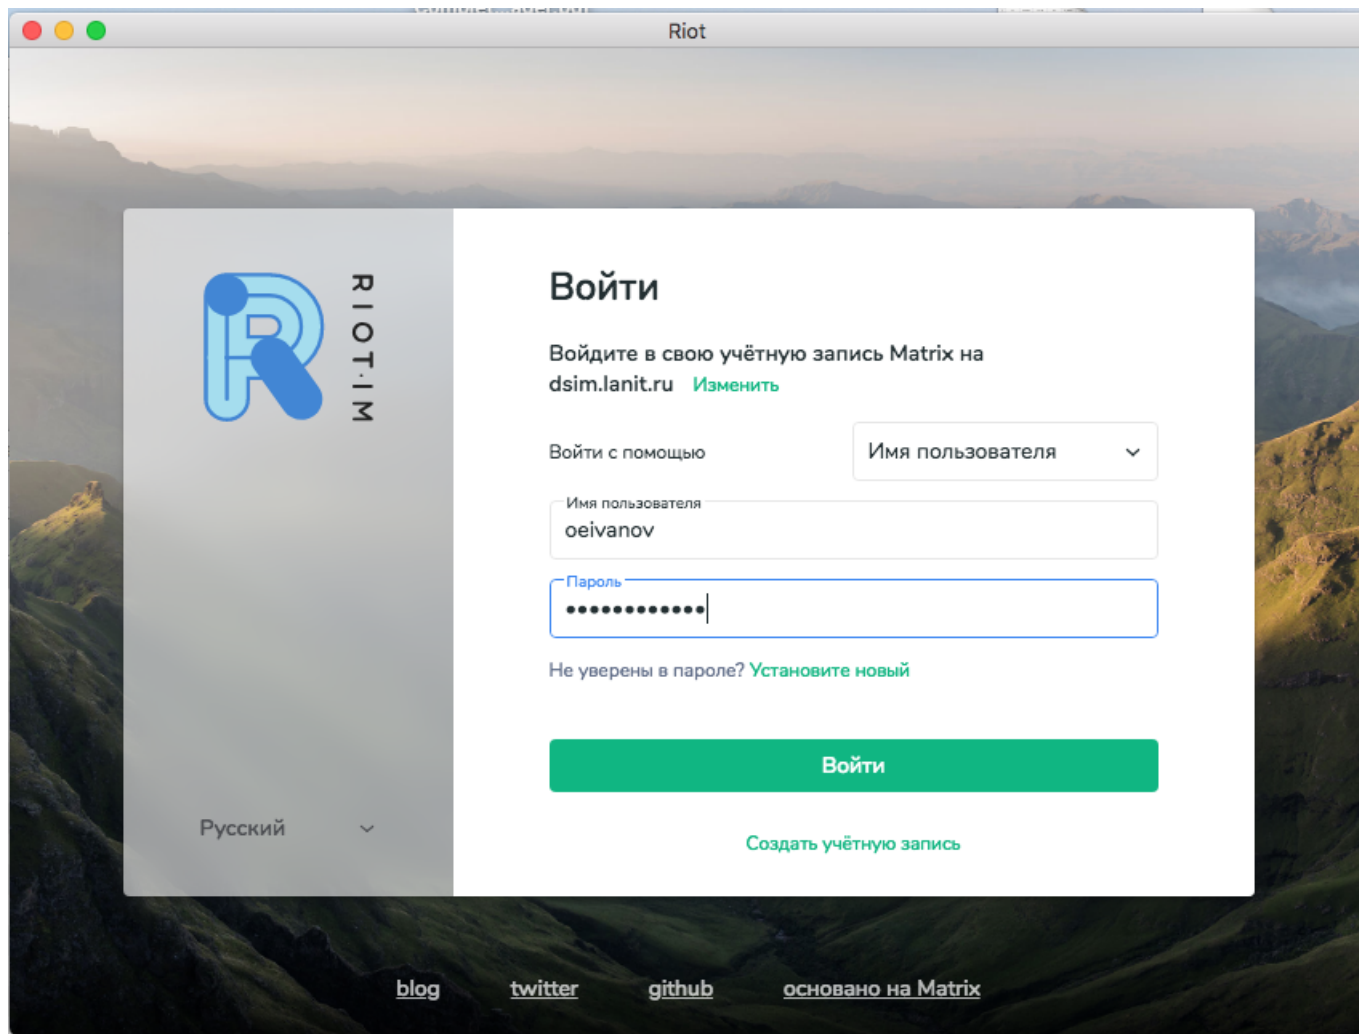 Riot
RIOT·IM
Войти
Войдите в свою учётную запись Matrix на
dsim.lanit.ru Изменить
Войти с помощью Имя пользователя
Имя пользователя
oeivanov
Пароль
••••••••••••
Не уверены в пароле? Установите новый
Войти
Русский
Создать учётную запись
blog twitter github основано на Matrix